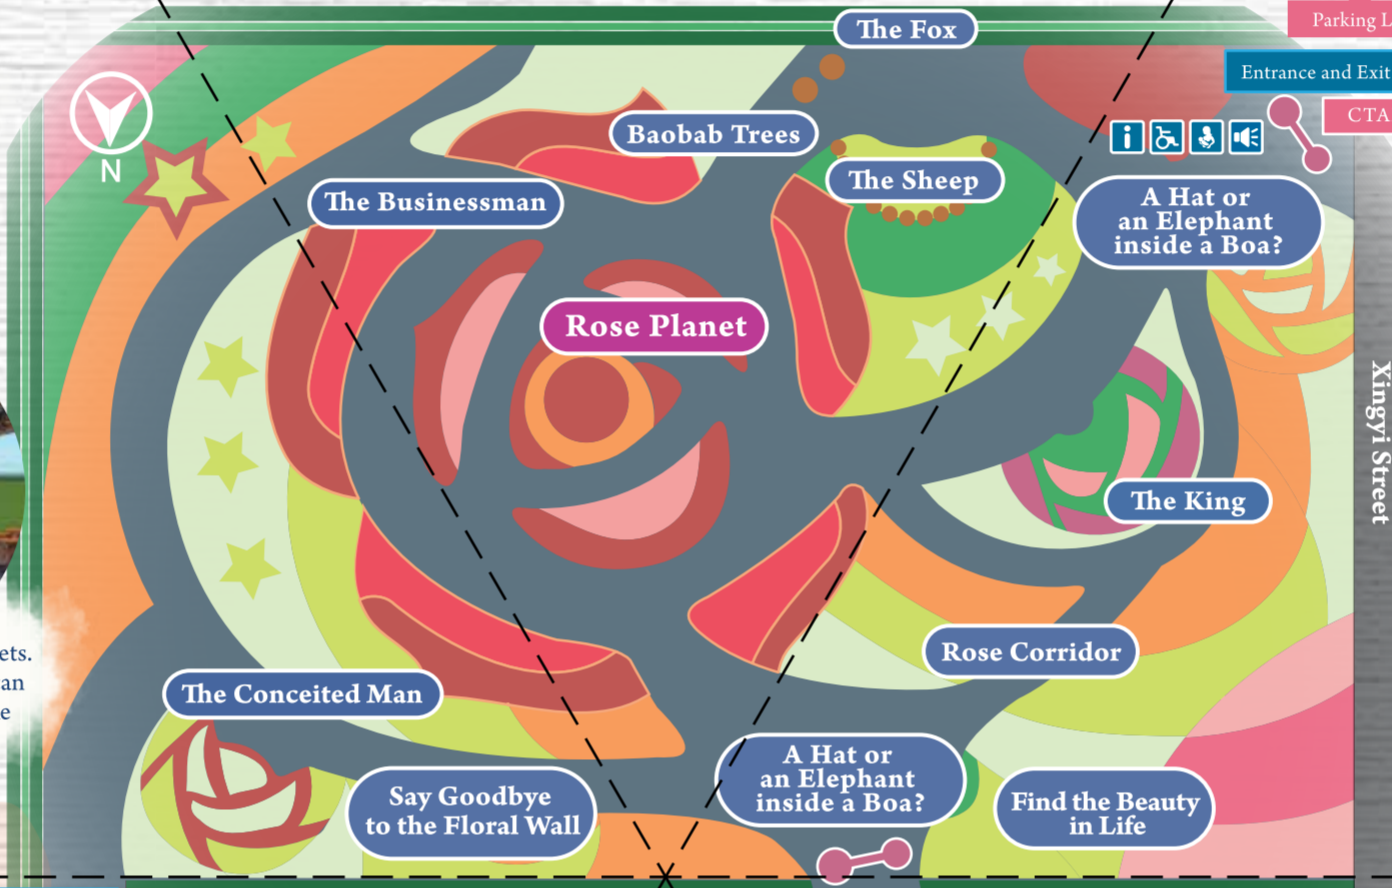 The Fox
Parking L
Entrance and Exit
CTA
Baobab Trees
N
The Businessman
The Sheep
A Hat or
an Elephant
inside a Boa?
Rose Planet
Xingyi Street
The King
ets.
an
e
Rose Corridor
The Conceited Man
Say Goodbye
to the Floral Wall
A Hat or
an Elephant
inside a Boa?
Find the Beauty
in Life